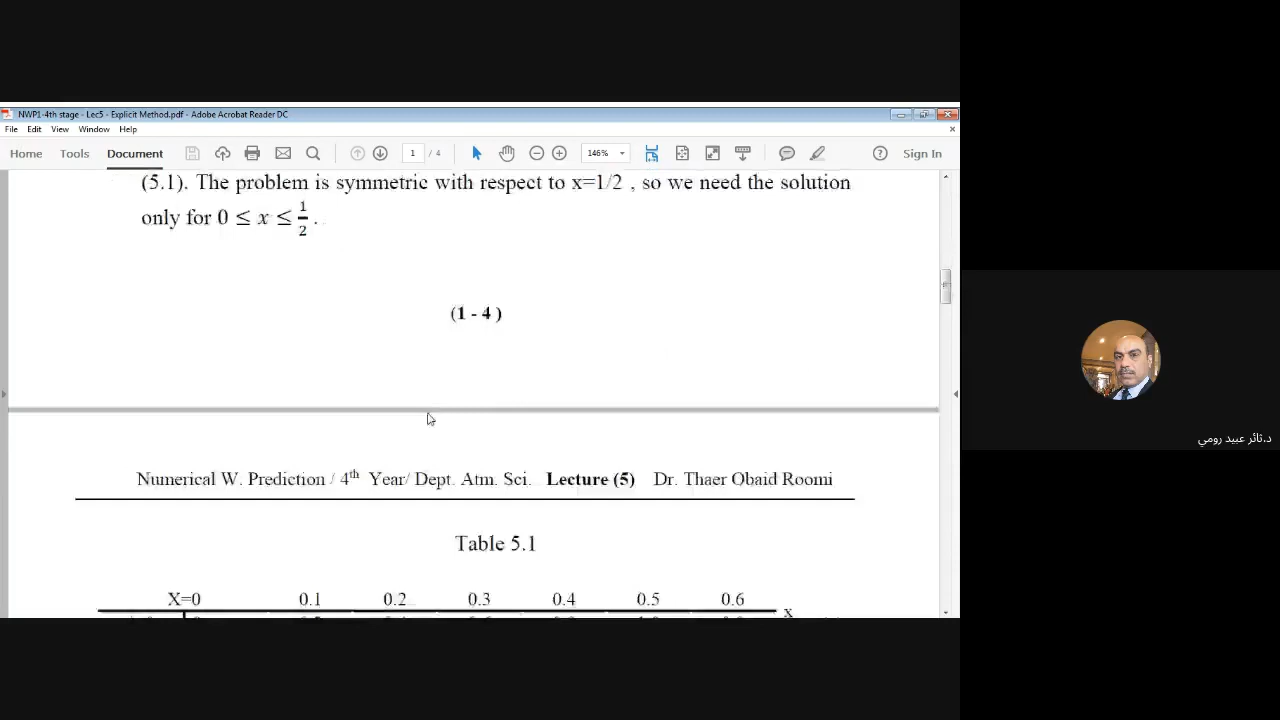 NWP1-4th stage - Lec5 - Explicit Method.pdf - Adobe Acrobat Reader DC
File Edit View Window Help
Home Tools Document 1 / 4 146% Sign In
(5.1). The problem is symmetric with respect to x=1/2 , so we need the solution
only for 0 ≤ x ≤ 1/2 .
(1 - 4 )
Numerical W. Prediction / 4th Year/ Dept. Atm. Sci. Lecture (5) Dr. Thaer Obaid Roomi
Table 5.1
X=0 0.1 0.2 0.3 0.4 0.5 0.6
x
د.ثائر عبيد رومي